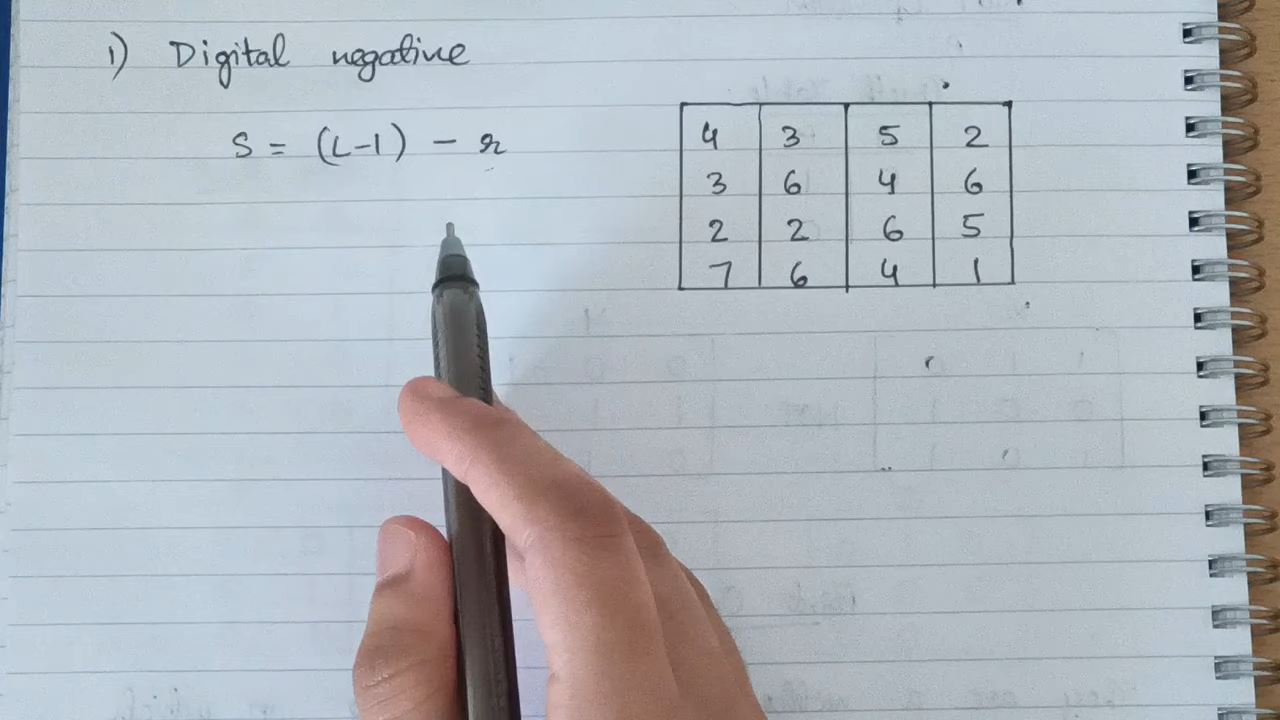 1) Digital negative
S = (L-1) - r
4 3 5 2
3 6 4 6
2 2 6 5
7 6 4 1